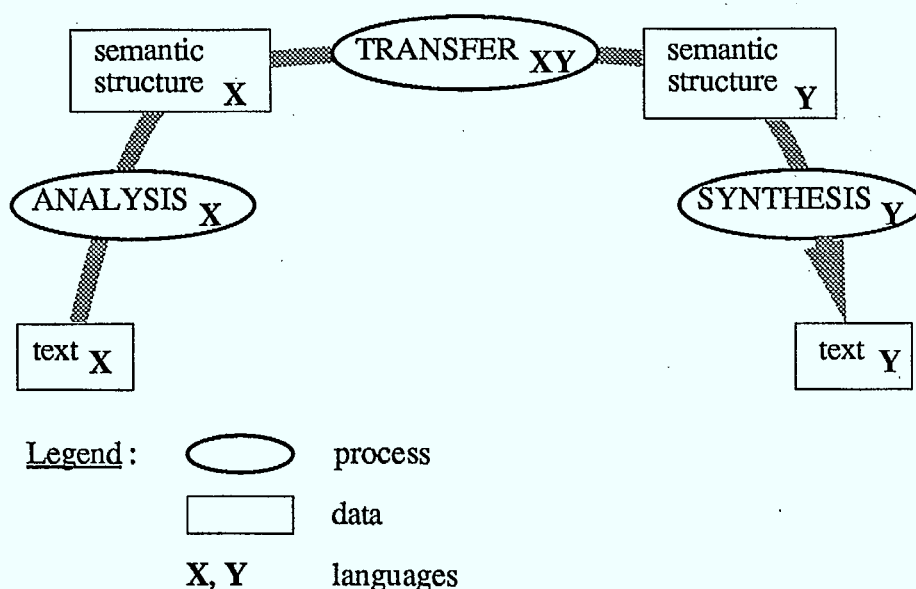 semantic
structure X
TRANSFER XY
semantic
structure Y
ANALYSIS X
SYNTHESIS Y
text X
text Y
Legend :
process
data
X, Y languages